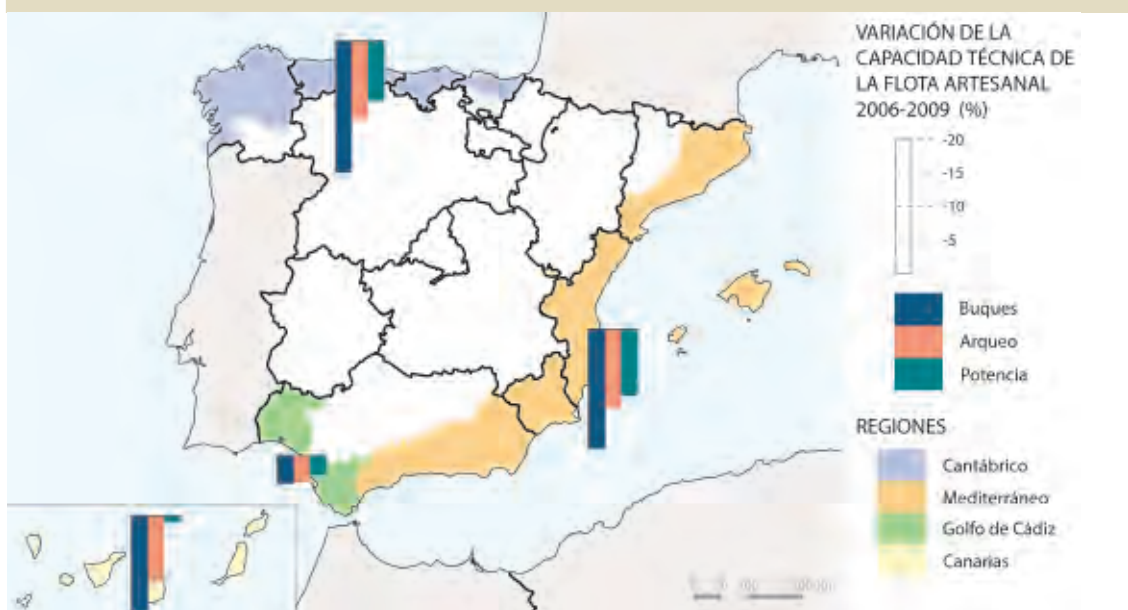 VARIACIÓN DE LA
CAPACIDAD TÉCNICA DE
LA FLOTA ARTESANAL
2006-2009 (%)
-20
-15
-10
-5
Buques
Arqueo
Potencia
REGIONES
Cantábrico
Mediterráneo
Golfo de Cádiz
Canarias